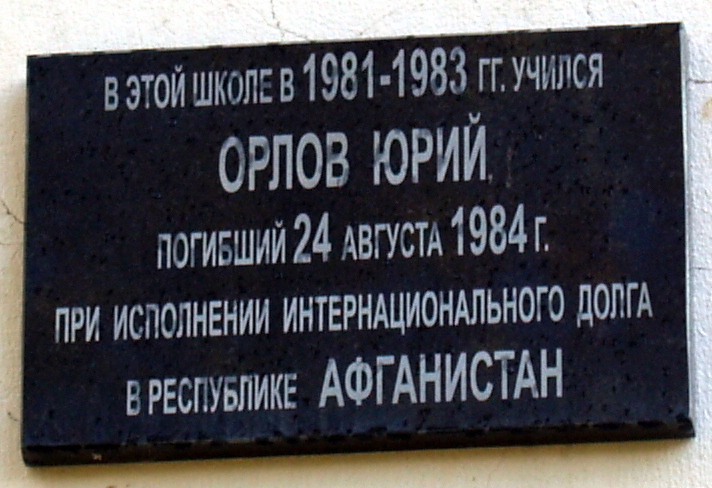 В ЭТОЙ ШКОЛЕ В 1981-1983 ГГ. УЧИЛСЯ
ОРЛОВ ЮРИЙ,
ПОГИБШИЙ 24 АВГУСТА 1984 Г.
ПРИ ИСПОЛНЕНИИ ИНТЕРНАЦИОНАЛЬНОГО ДОЛГА
В РЕСПУБЛИКЕ АФГАНИСТАН